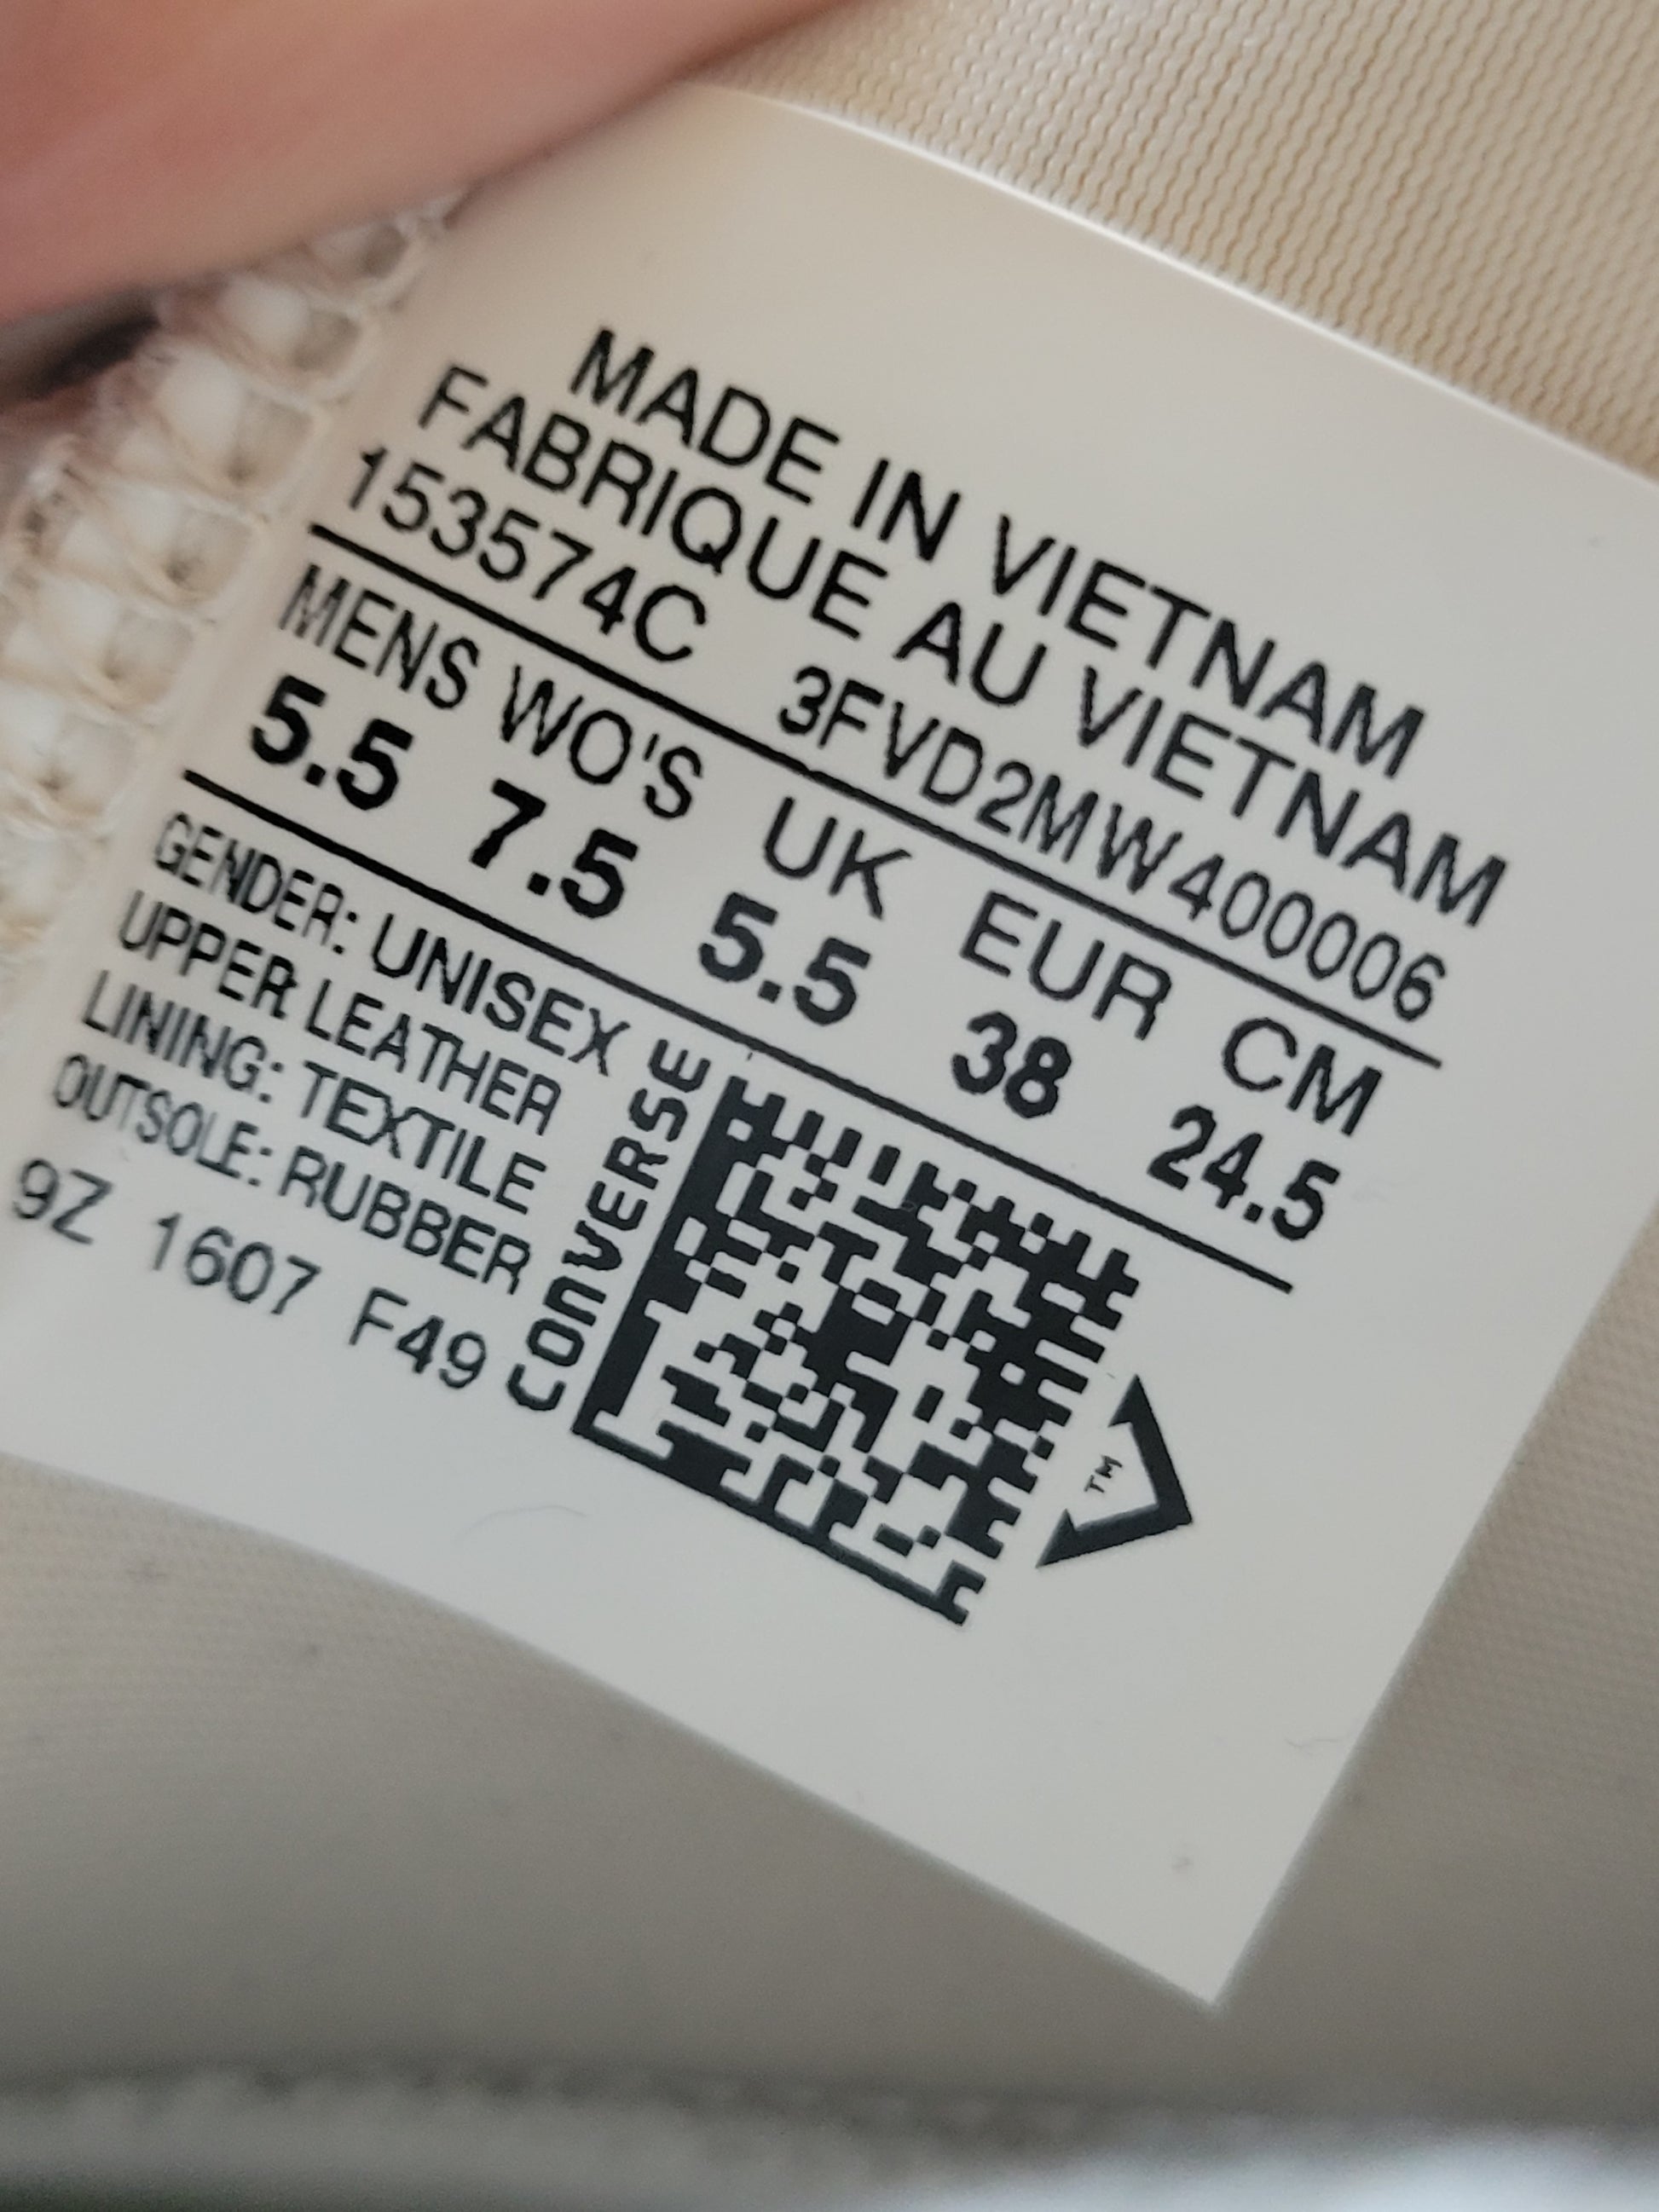 MADE IN VIETNAM
FABRIQUE AU VIETNAM
153574C 3FVD2MW400006
MENS WO'S UK EUR CM
5.5 7.5 5.5 38 24.5
GENDER: UNISEX
UPPER LEATHER
LINING: TEXTILE
OUTSOLE: RUBBER
9Z 1607 F49
CONVERSE
TM